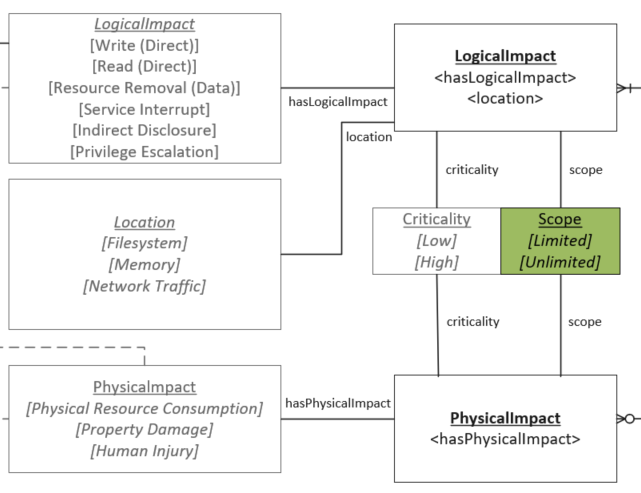 LogicalImpact
[Write (Direct)]
[Read (Direct)]
[Resource Removal (Data)]
[Service Interrupt]
[Indirect Disclosure]
[Privilege Escalation]
hasLogicalImpact
location
LogicalImpact
<hasLogicalImpact>
<location>
criticality
scope
Location
[Filesystem]
[Memory]
[Network Traffic]
Criticality
[Low]
[High]
Scope
[Limited]
[Unlimited]
criticality
scope
PhysicaImpact
[Physical Resource Consumption]
[Property Damage]
[Human Injury]
hasPhysicalImpact
PhysicalImpact
<hasPhysicalImpact>